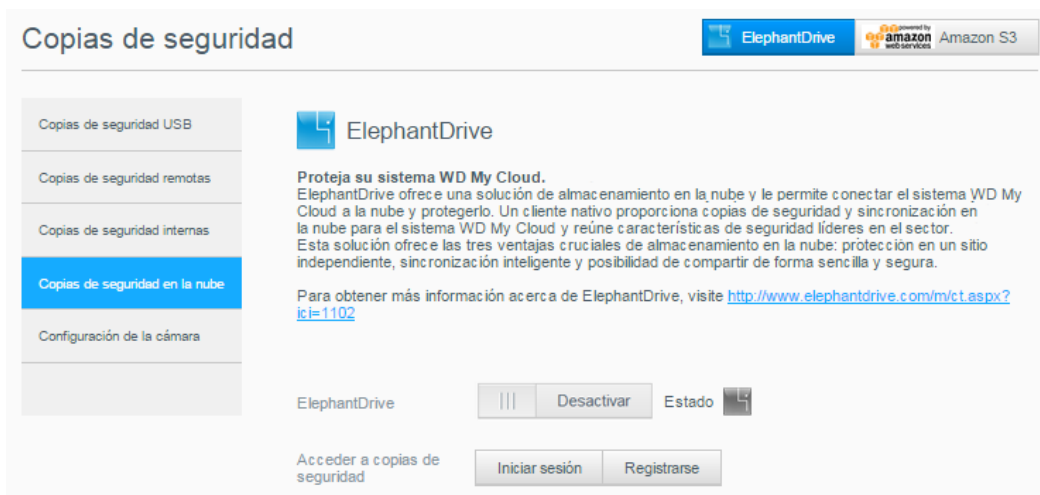 Copias de seguridad
ElephantDrive
powered by
amazon
web services
Amazon S3
Copias de seguridad USB
Copias de seguridad remotas
Copias de seguridad internas
Copias de seguridad en la nube
Configuración de la cámara
ElephantDrive
Proteja su sistema WD My Cloud.
ElephantDrive ofrece una solución de almacenamiento en la nube y le permite conectar el sistema WD My
Cloud a la nube y protegerlo. Un cliente nativo proporciona copias de seguridad y sincronización en
la nube para el sistema WD My Cloud y reúne características de seguridad líderes en el sector.
Esta solución ofrece las tres ventajas cruciales de almacenamiento en la nube: protección en un sitio
independiente, sincronización inteligente y posibilidad de compartir de forma sencilla y segura.
Para obtener más información acerca de ElephantDrive, visite http://www.elephantdrive.com/m/ct.aspx?
ici=1102
ElephantDrive
Desactivar
Estado
Acceder a copias de
seguridad
Iniciar sesión
Registrarse